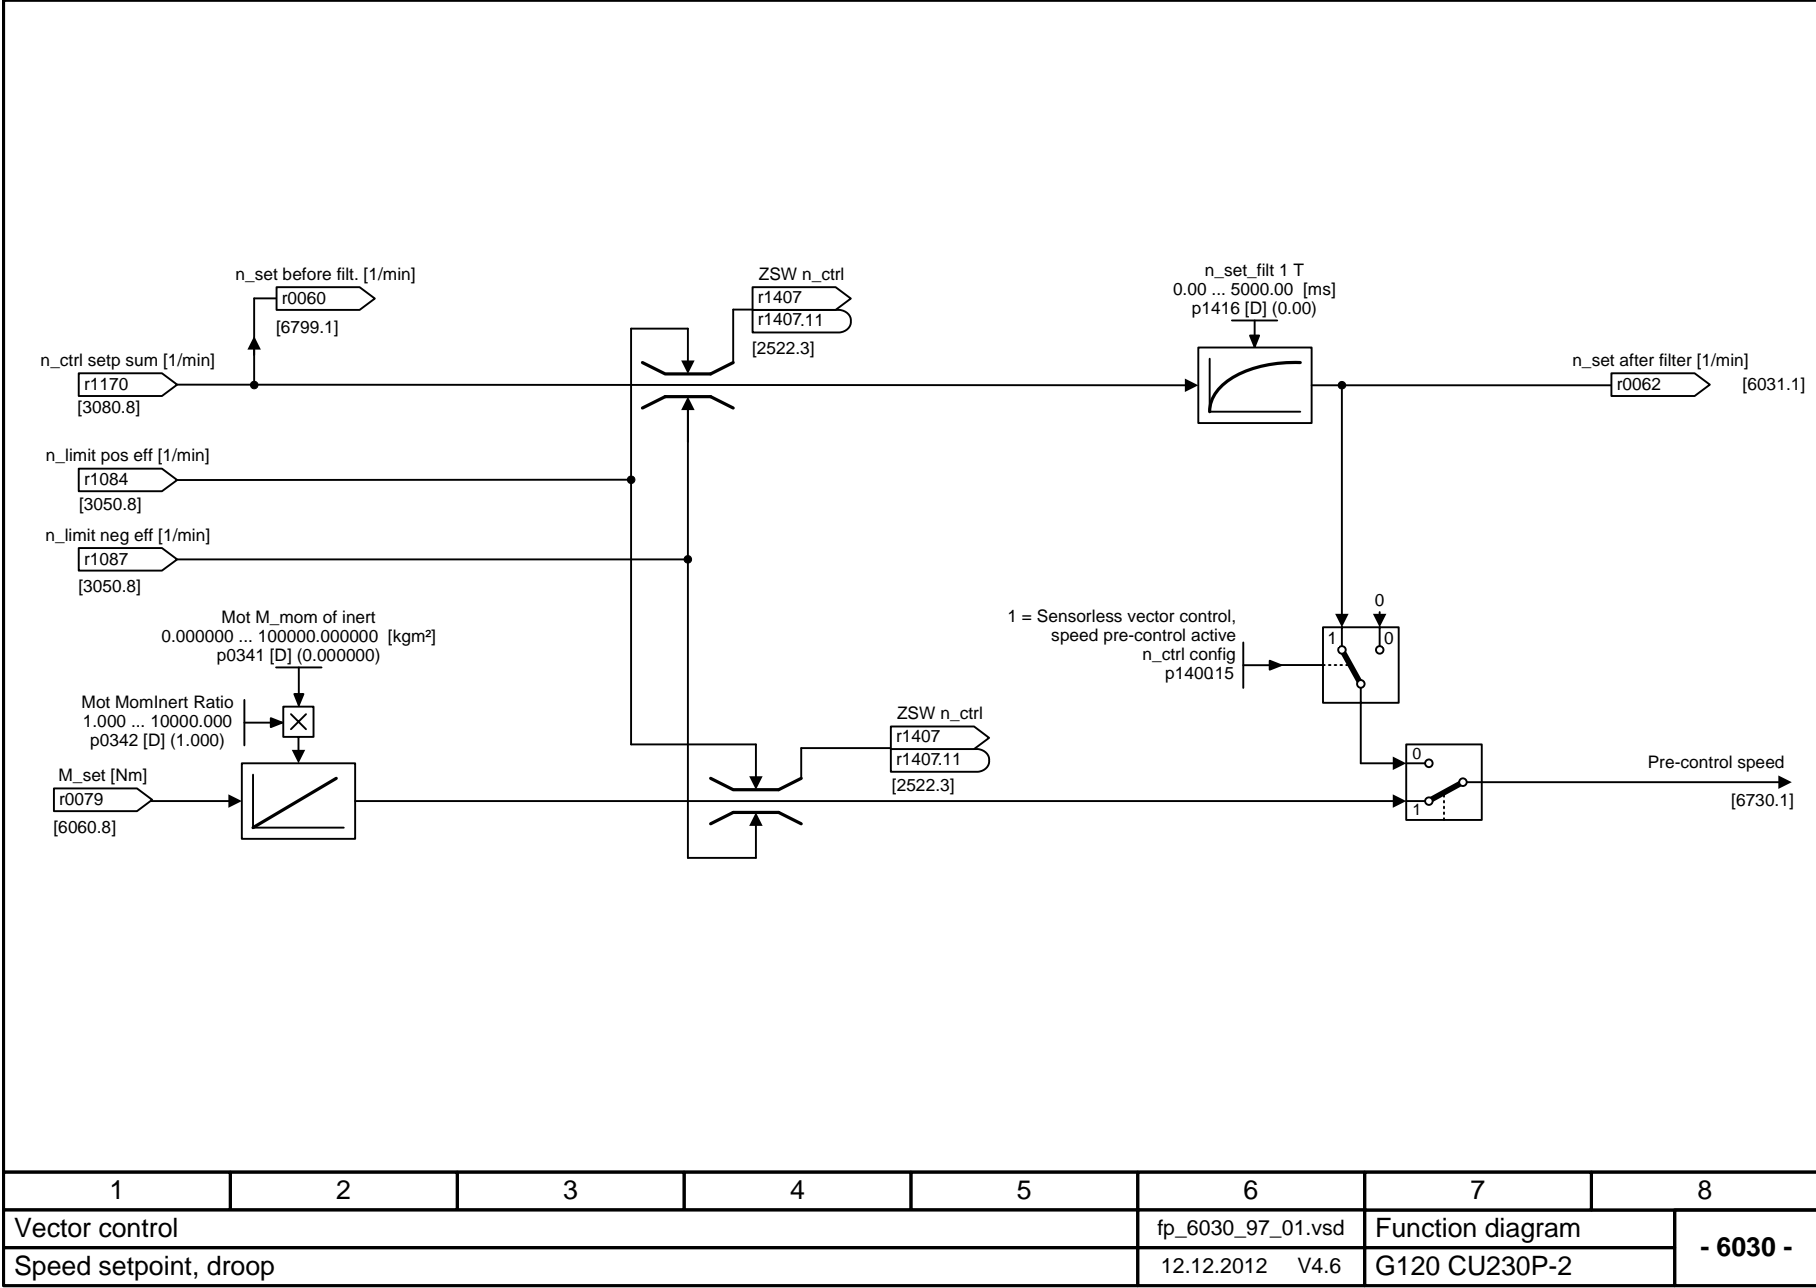 n_set before filt. [1/min]
r0060
[6799.1]
ZSW n_ctrl
r1407
r1407.11
[2522.3]
n_set_filt 1 T
0.00 ... 5000.00 [ms]
p1416 [D] (0.00)
n_ctrl setp sum [1/min]
r1170
[3080.8]
n_set after filter [1/min]
r0062
[6031.1]
n_limit pos eff [1/min]
r1084
[3050.8]
n_limit neg eff [1/min]
r1087
[3050.8]
Mot M_mom of inert
0.000000 ... 100000.000000 [kgm²]
p0341 [D] (0.000000)
Mot MomInert Ratio
1.000 ... 10000.000
p0342 [D] (1.000)
M_set [Nm]
r0079
[6060.8]
ZSW n_ctrl
r1407
r1407.11
[2522.3]
1 = Sensorless vector control,
speed pre-control active
n_ctrl config
p1400.15
0
1
0
0
1
Pre-control speed
[6730.1]
1 2 3 4 5 6 7 8
Vector control
fp_6030_97_01.vsd
Function diagram
- 6030 -
Speed setpoint, droop
12.12.2012 V4.6
G120 CU230P-2